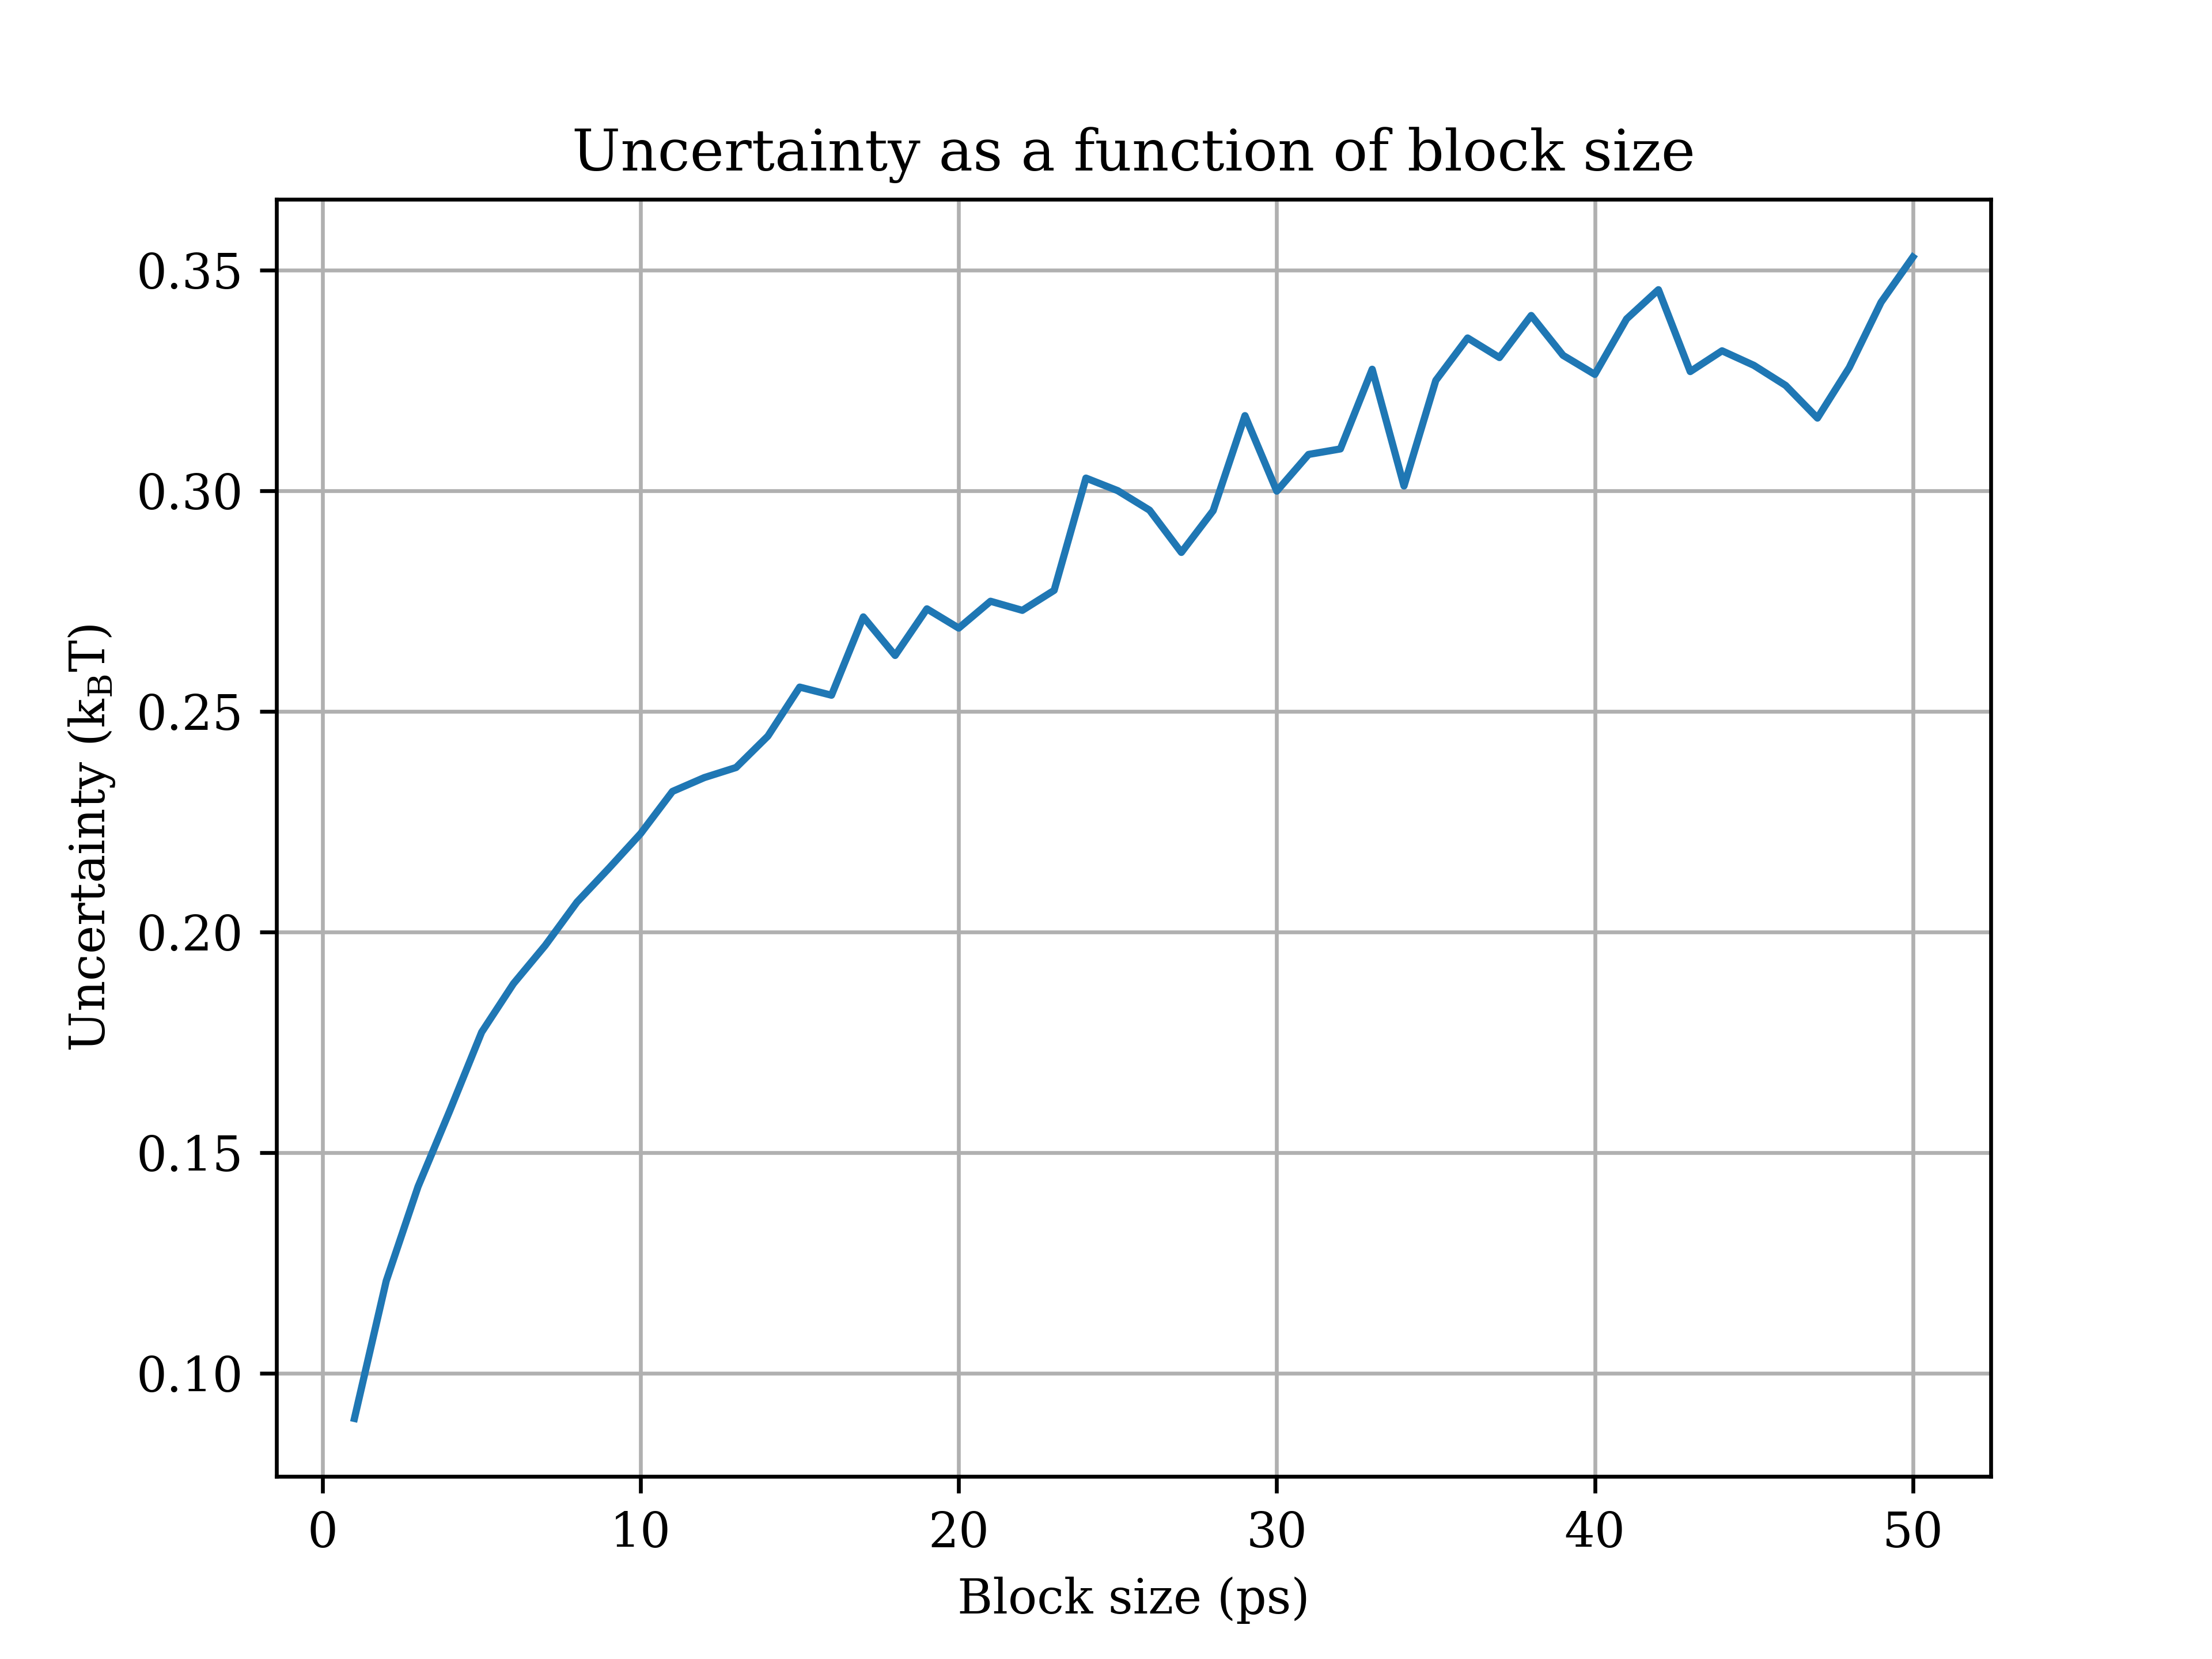 Uncertainty as a function of block size
Uncertainty (k_BT)
0.35
0.30
0.25
0.20
0.15
0.10
0 10 20 30 40 50
Block size (ps)